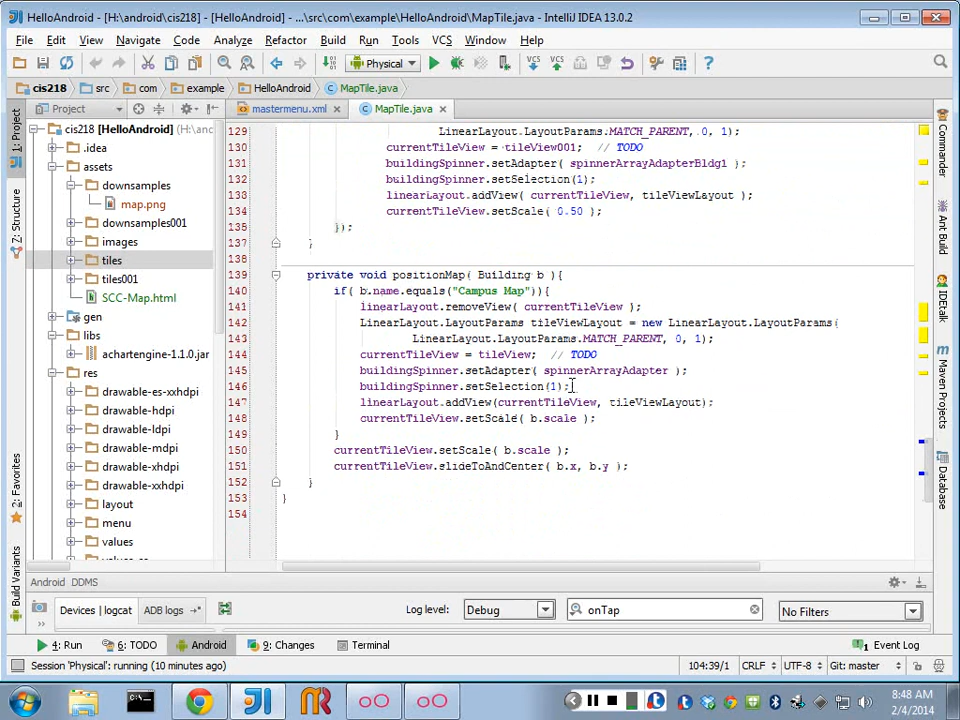 HelloAndroid - [H:\android\cis218] - [HelloAndroid] - ...\src\com\example\HelloAndroid\MapTile.java - IntelliJ IDEA 13.0.2
File Edit View Navigate Code Analyze Refactor Build Run Tools VCS Window Help
Physical
cis218 src com example HelloAndroid MapTile.java
Project
mastermenu.xml MapTile.java
1: Project
Z: Structure
2: Favorites
Build Variants
cis218 [HelloAndroid] (H:\anc
.idea
assets
downsamples
map.png
downsamples001
images
tiles
tiles001
SCC-Map.html
gen
libs
achartengine-1.1.0.jar
res
drawable-es-xxhdpi
drawable-hdpi
drawable-ldpi
drawable-mdpi
drawable-xhdpi
drawable-xxhdpi
layout
menu
values
values-es
129 LinearLayout.LayoutParams.MATCH_PARENT, 0, 1);
130 currentTileView = tileView001; // TODO
131 buildingSpinner.setAdapter( spinnerArrayAdapterBldg1 );
132 buildingSpinner.setSelection(1);
133 linearLayout.addView( currentTileView, tileViewLayout );
134 currentTileView.setScale( 0.50 );
135 });
137 }
138
139 private void positionMap( Building b ){
140 if( b.name.equals("Campus Map")){
141 linearLayout.removeView( currentTileView );
142 LinearLayout.LayoutParams tileViewLayout = new LinearLayout.LayoutParams(
143 LinearLayout.LayoutParams.MATCH_PARENT, 0, 1);
144 currentTileView = tileView; // TODO
145 buildingSpinner.setAdapter( spinnerArrayAdapter );
146 buildingSpinner.setSelection(1);
147 linearLayout.addView(currentTileView, tileViewLayout);
148 currentTileView.setScale( b.scale );
149 }
150 currentTileView.setScale( b.scale );
151 currentTileView.slideToAndCenter( b.x, b.y );
152 }
153 }
154
Commander
Ant Build
IDEtalk
Maven Projects
Database
Android DDMS
Devices | logcat ADB logs Log level: Debug onTap No Filters
4: Run 6: TODO Android 9: Changes Terminal 1 Event Log
Session 'Physical': running (10 minutes ago) 104:39/1 CRLF UTF-8 Git: master
8:48 AM
2/4/2014